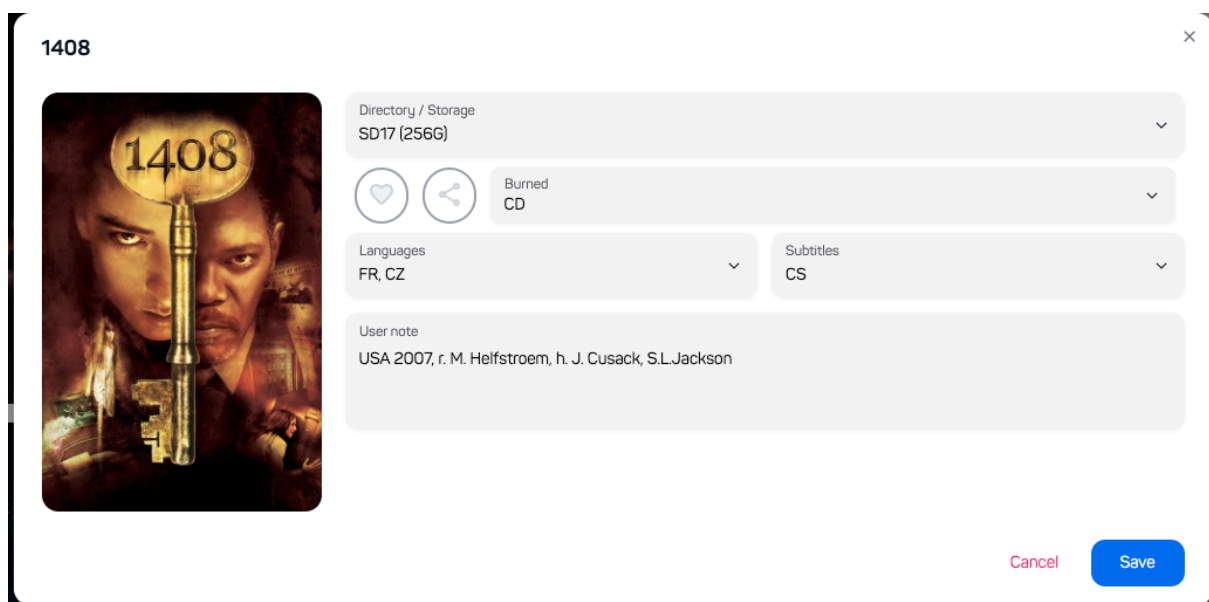 1408
1408
Directory / Storage
SD17 (256G)
Burned
CD
Languages
FR, CZ
Subtitles
CS
User note
USA 2007, r. M. Helfstroem, h. J. Cusack, S.L.Jackson
Cancel
Save